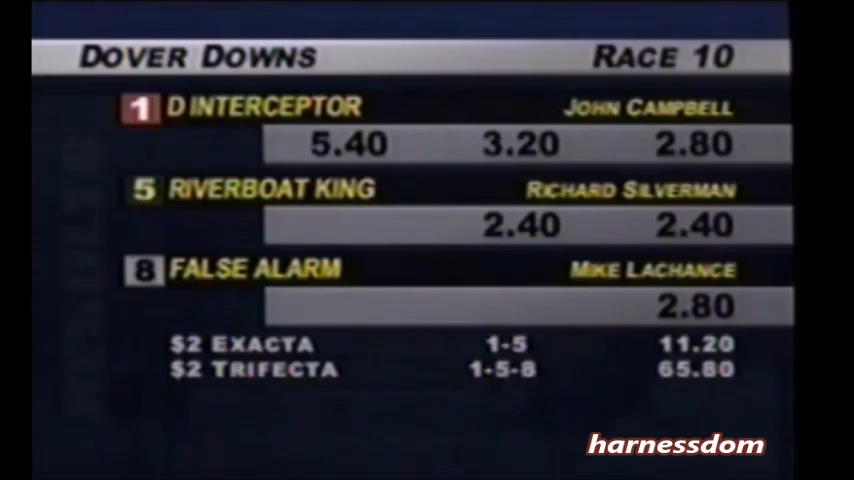 DOVER DOWNS RACE 10
1 D INTERCEPTOR JOHN CAMPBELL
5.40 3.20 2.80
5 RIVERBOAT KING RICHARD SILVERMAN
2.40 2.40
8 FALSE ALARM MIKE LACHANCE
2.80
$2 EXACTA 1-5 11.20
$2 TRIFECTA 1-5-8 65.80
harnessdom